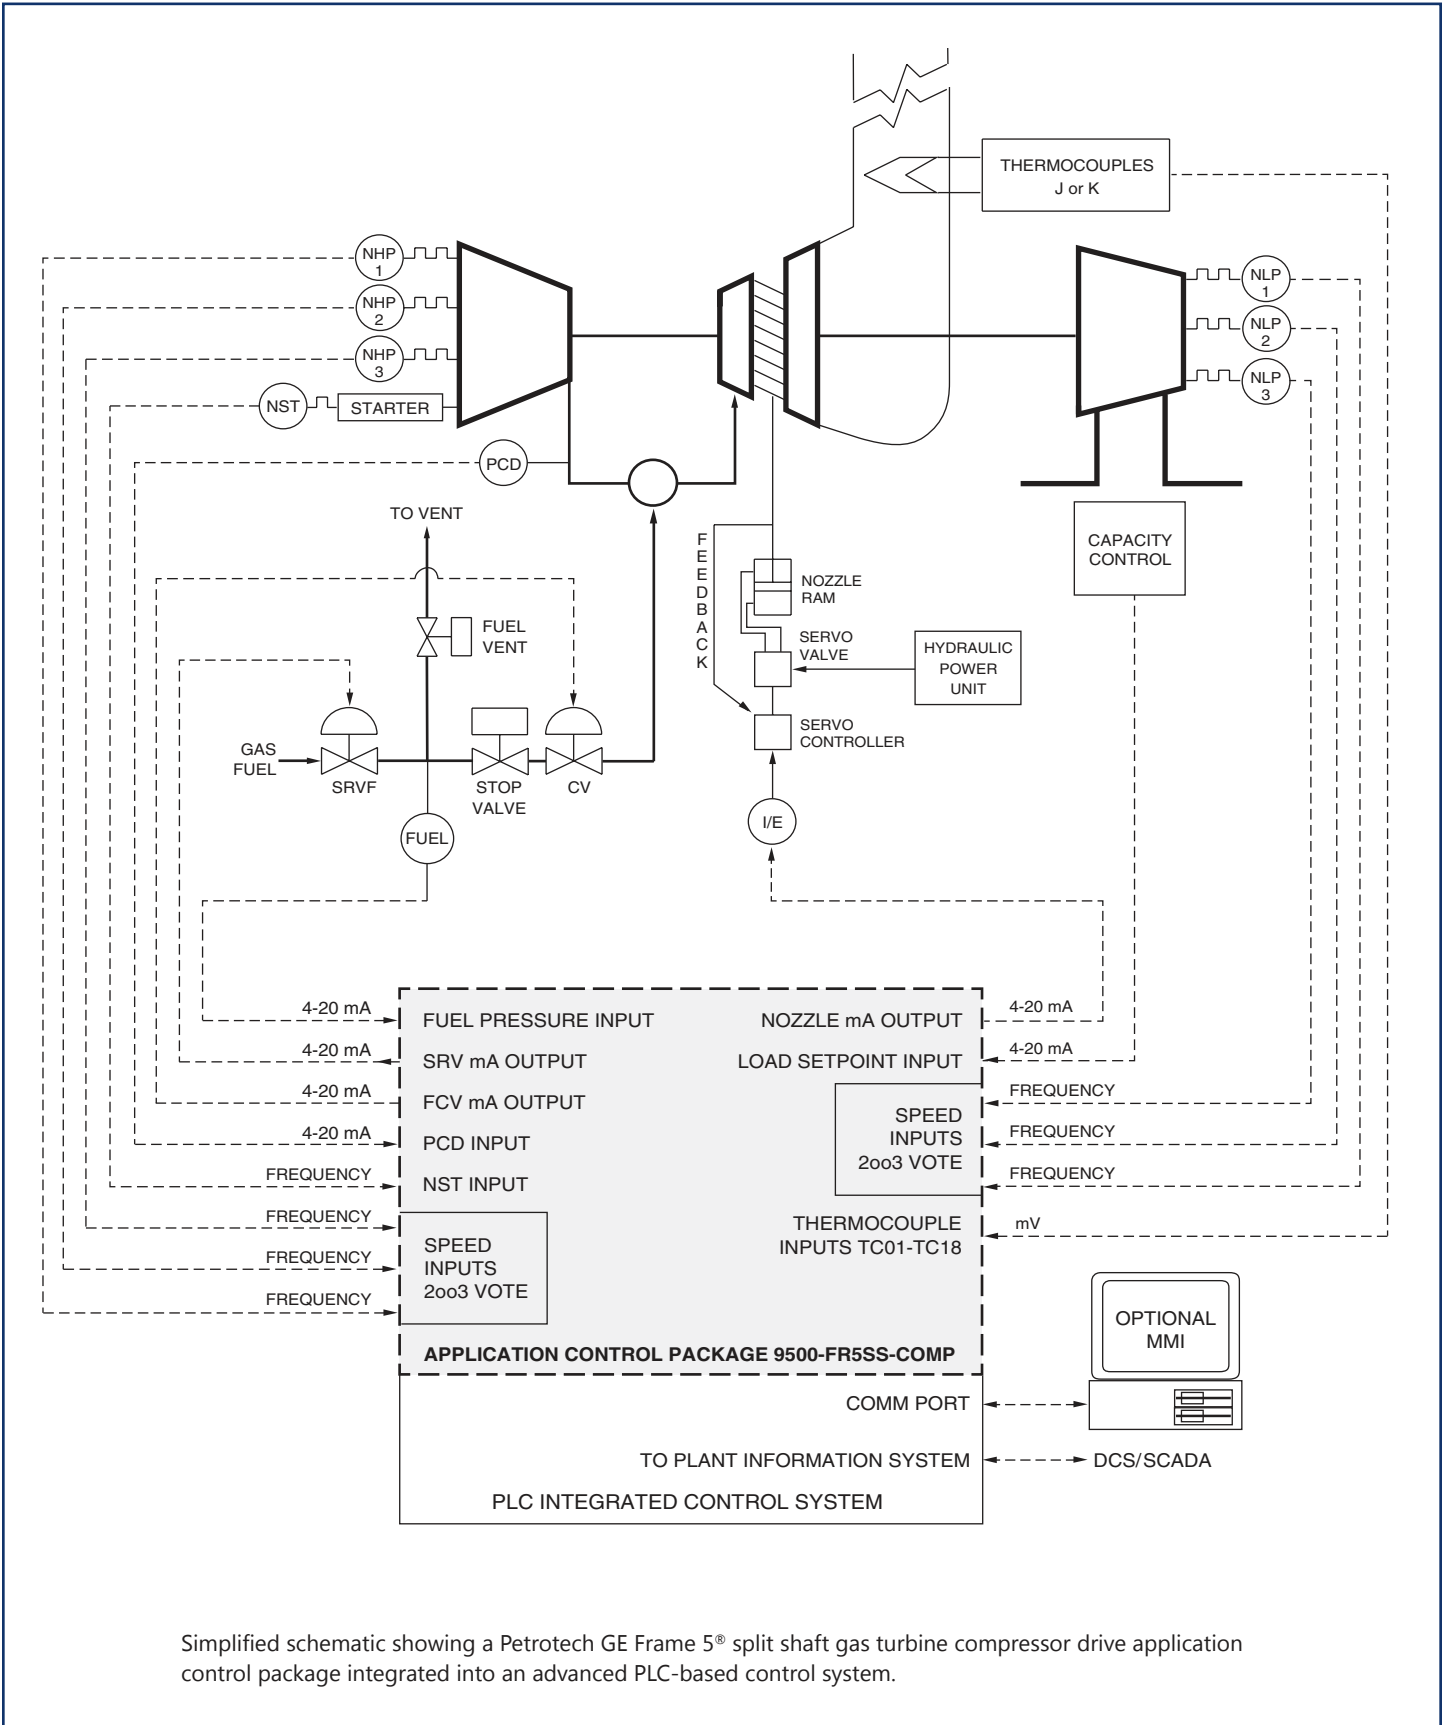 THERMOCOUPLES
J or K
NHP
1
NHP
2
NHP
3
NST
STARTER
NLP
1
NLP
2
NLP
3
PCD
TO VENT
FUEL
VENT
GAS
FUEL
SRVF
STOP
VALVE
CV
FUEL
FEEDBACK
NOZZLE
RAM
SERVO
VALVE
HYDRAULIC
POWER
UNIT
SERVO
CONTROLLER
I/E
CAPACITY
CONTROL
4-20 mA
FUEL PRESSURE INPUT
4-20 mA
SRV mA OUTPUT
4-20 mA
FCV mA OUTPUT
4-20 mA
PCD INPUT
FREQUENCY
NST INPUT
FREQUENCY
FREQUENCY
FREQUENCY
SPEED
INPUTS
2oo3 VOTE
NOZZLE mA OUTPUT
4-20 mA
LOAD SETPOINT INPUT
4-20 mA
SPEED
INPUTS
2oo3 VOTE
FREQUENCY
FREQUENCY
FREQUENCY
THERMOCOUPLE
INPUTS TC01-TC18
mV
APPLICATION CONTROL PACKAGE 9500-FR5SS-COMP
OPTIONAL
MMI
COMM PORT
TO PLANT INFORMATION SYSTEM
DCS/SCADA
PLC INTEGRATED CONTROL SYSTEM
Simplified schematic showing a Petrotech GE Frame 5® split shaft gas turbine compressor drive application
control package integrated into an advanced PLC-based control system.